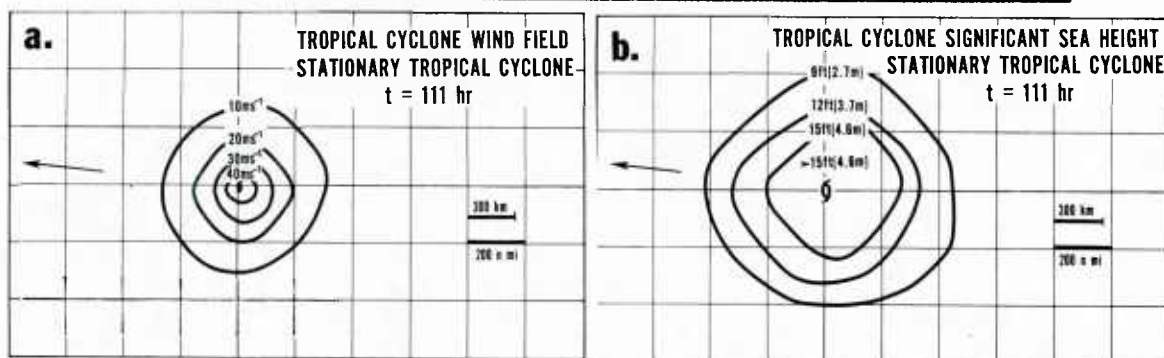 a.
TROPICAL CYCLONE WIND FIELD
STATIONARY TROPICAL CYCLONE
t = 111 hr
10ms⁻¹
20ms⁻¹
30ms⁻¹
40ms⁻¹
300 km
200 n mi
b.
TROPICAL CYCLONE SIGNIFICANT SEA HEIGHT
STATIONARY TROPICAL CYCLONE
t = 111 hr
9ft(2.7m)
12ft(3.7m)
15ft(4.6m)
>15ft(4.6m)
300 km
200 n mi